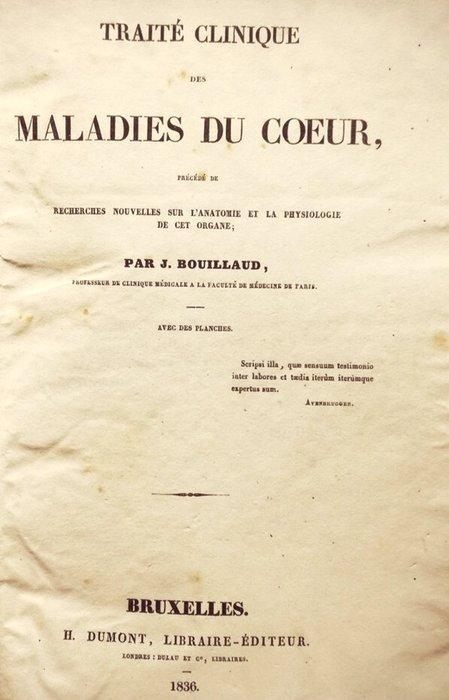 TRAITÉ CLINIQUE
DES
MALADIES DU COEUR,
PRÉCÉDÉ DE
RECHERCHES NOUVELLES SUR L'ANATOMIE ET LA PHYSIOLOGIE
DE CET ORGANE;
PAR J. BOUILLAUD,
PROFESSEUR DE CLINIQUE MÉDICALE A LA FACULTÉ DE MÉDECINE DE PARIS.
AVEC DES PLANCHES.
Scripsi illa, quæ sensuum testimonio
inter labores et tædia iterùm iterùmque
expertus sum.
AVENBRUGGER.
BRUXELLES.
H. DUMONT, LIBRAIRE-ÉDITEUR.
LONDRES: DULAU ET Cᵉ, LIBRAIRES.
1836.